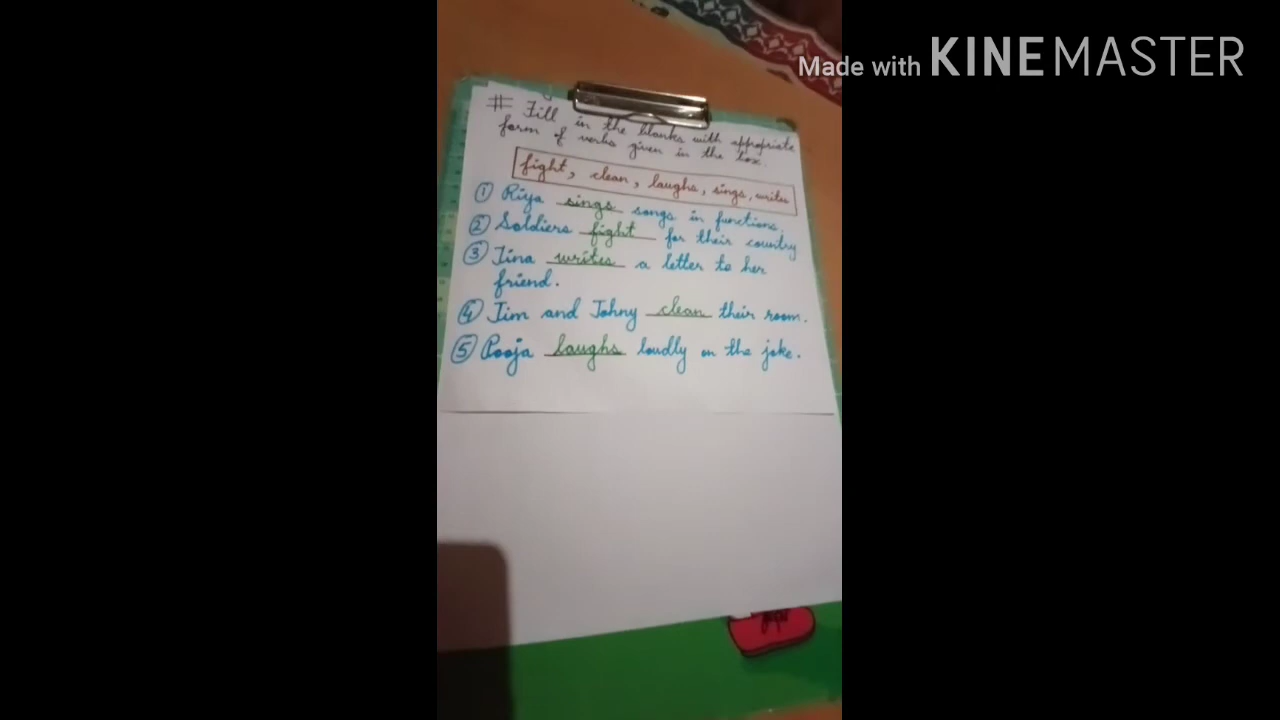 Made with KINEMASTER
# Fill in the blanks with appropriate
form of verbs given in the box.
fight, clean, laughs, sings, writes
① Riya sings songs in functions.
② Soldiers fight for their country
③ Tina writes a letter to her
friend.
④ Jim and Johny clean their room.
⑤ Pooja laughs loudly on the joke.